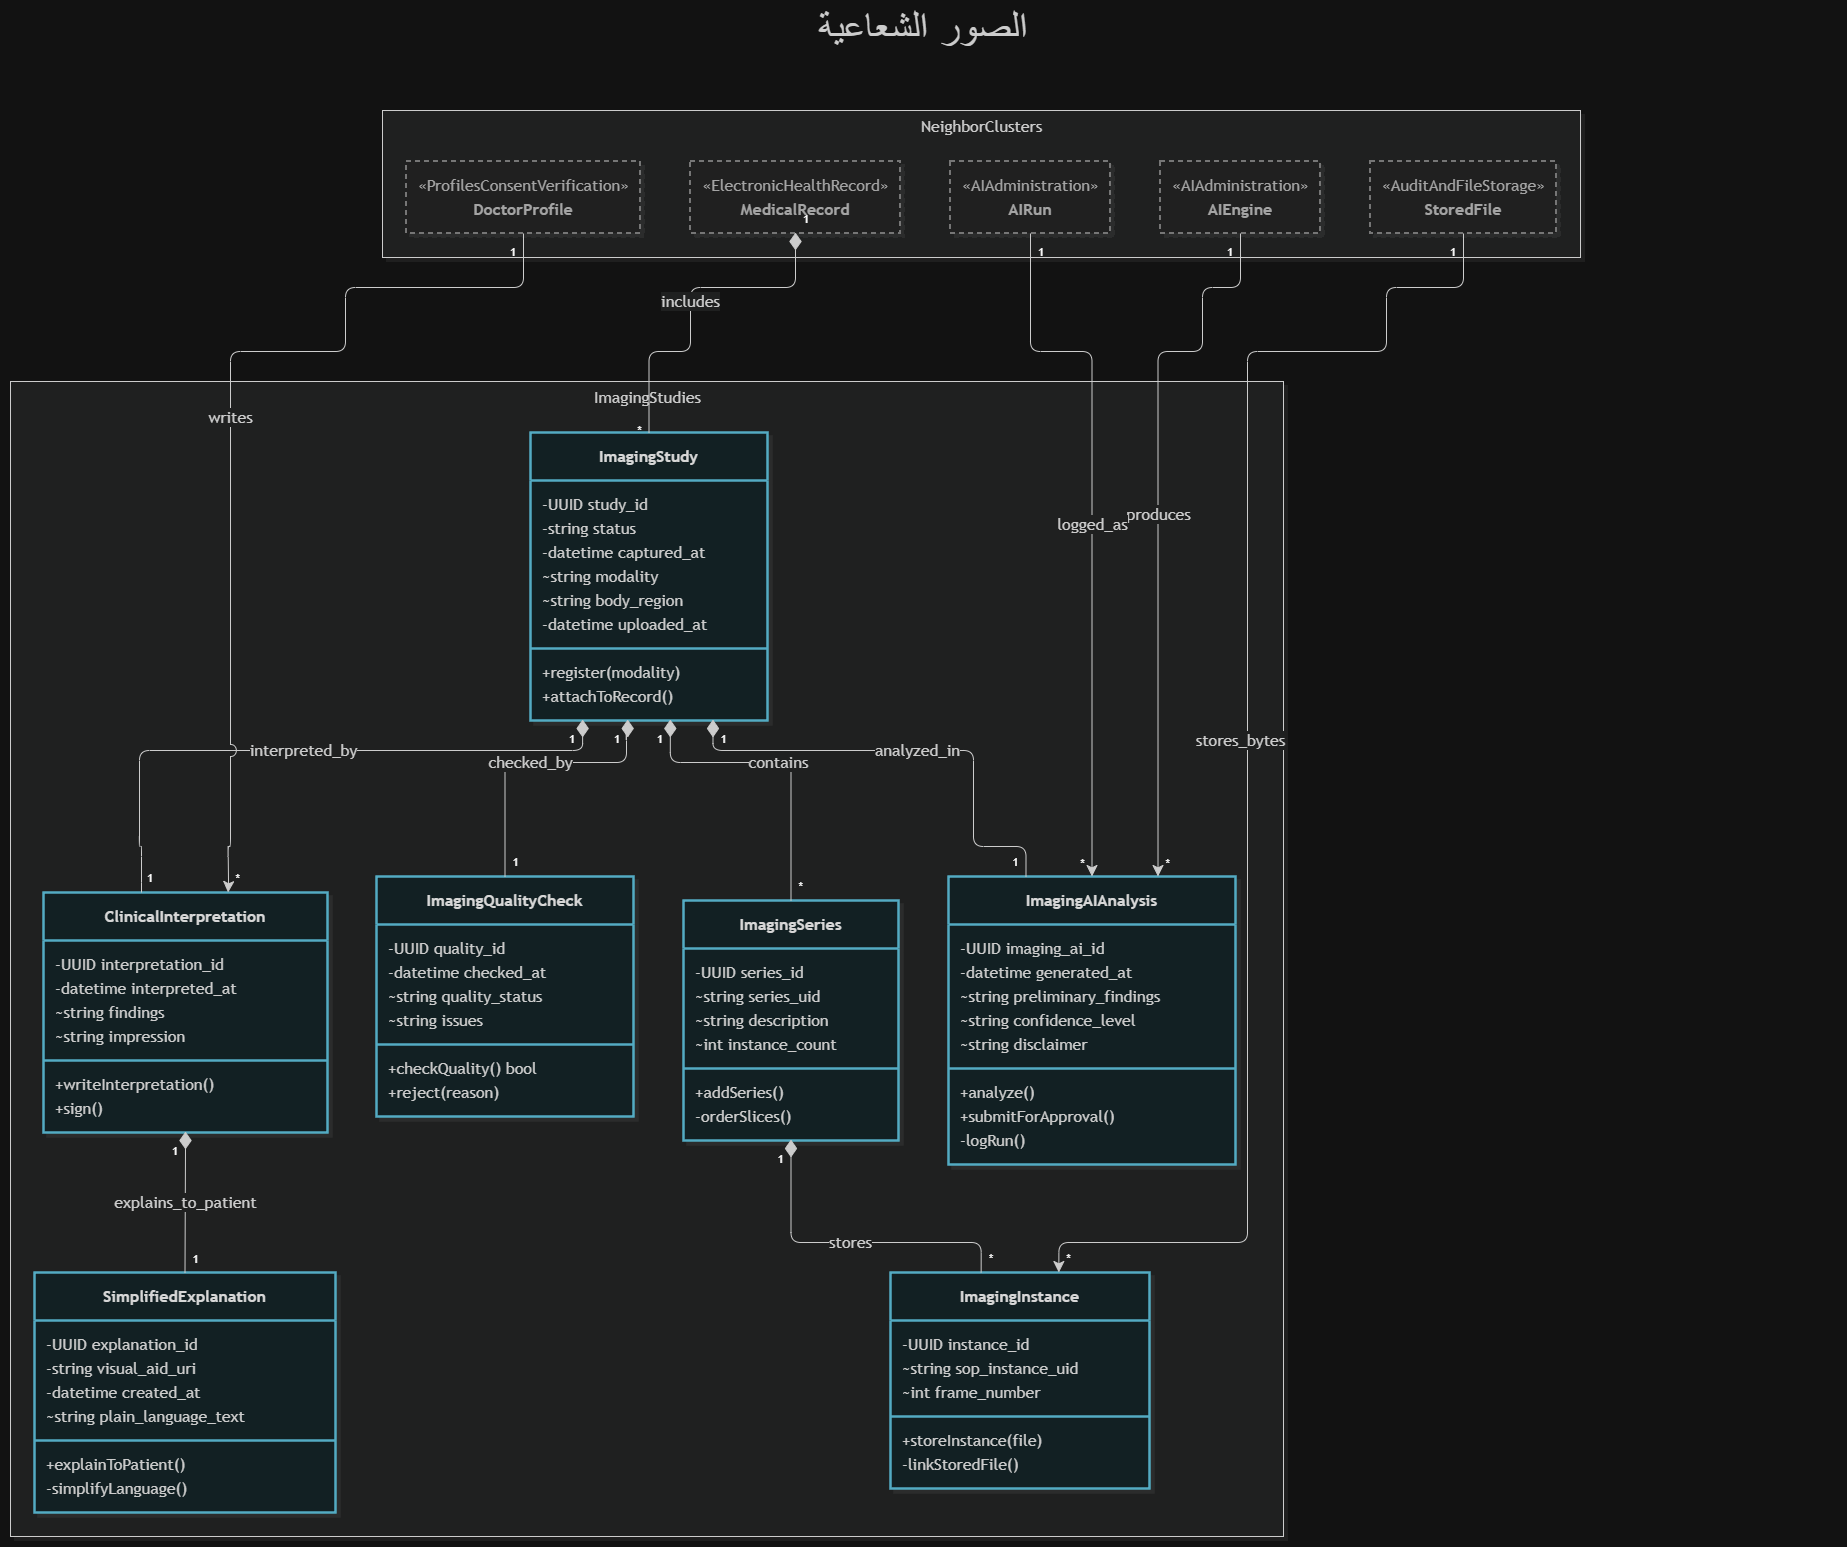 الصور الشعاعية
NeighborClusters
«ProfilesConsentVerification»
DoctorProfile
«ElectronicHealthRecord»
MedicalRecord
«AIAdministration»
AIRun
«AIAdministration»
AIEngine
«AuditAndFileStorage»
StoredFile
1
1
1
1
1
includes
ImagingStudies
writes
*
ImagingStudy
-UUID study_id
-string status
-datetime captured_at
~string modality
~string body_region
-datetime uploaded_at
+register(modality)
+attachToRecord()
logged_as
produces
stores_bytes
1
1
1
1
interpreted_by
checked_by
contains
analyzed_in
1
*
1
*
1
*
*
ClinicalInterpretation
-UUID interpretation_id
-datetime interpreted_at
~string findings
~string impression
+writeInterpretation()
+sign()
ImagingQualityCheck
-UUID quality_id
-datetime checked_at
~string quality_status
~string issues
+checkQuality() bool
+reject(reason)
ImagingSeries
-UUID series_id
~string series_uid
~string description
~int instance_count
+addSeries()
-orderSlices()
ImagingAIAnalysis
-UUID imaging_ai_id
-datetime generated_at
~string preliminary_findings
~string confidence_level
~string disclaimer
+analyze()
+submitForApproval()
-logRun()
1
explains_to_patient
1
1
stores
*
*
SimplifiedExplanation
-UUID explanation_id
-string visual_aid_uri
-datetime created_at
~string plain_language_text
+explainToPatient()
-simplifyLanguage()
ImagingInstance
-UUID instance_id
~string sop_instance_uid
~int frame_number
+storeInstance(file)
-linkStoredFile()